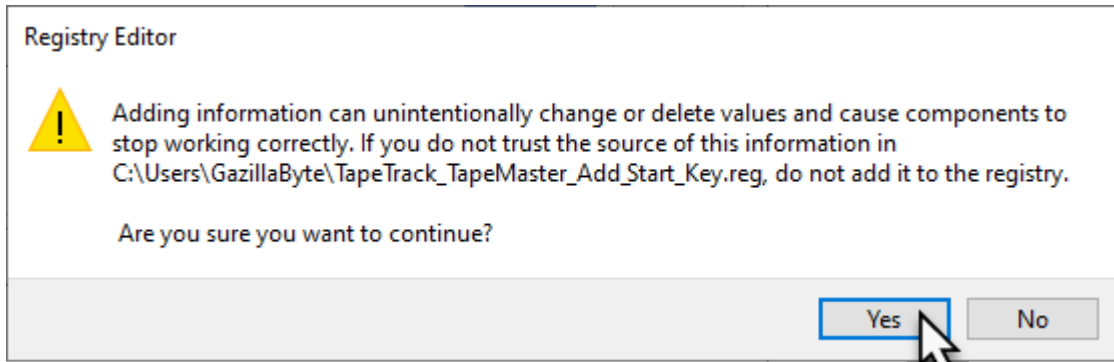 Registry Editor
Adding information can unintentionally change or delete values and cause components to
stop working correctly. If you do not trust the source of this information in
C:\Users\GazillaByte\TapeTrack_TapeMaster_Add_Start_Key.reg, do not add it to the registry.
Are you sure you want to continue?
Yes
No